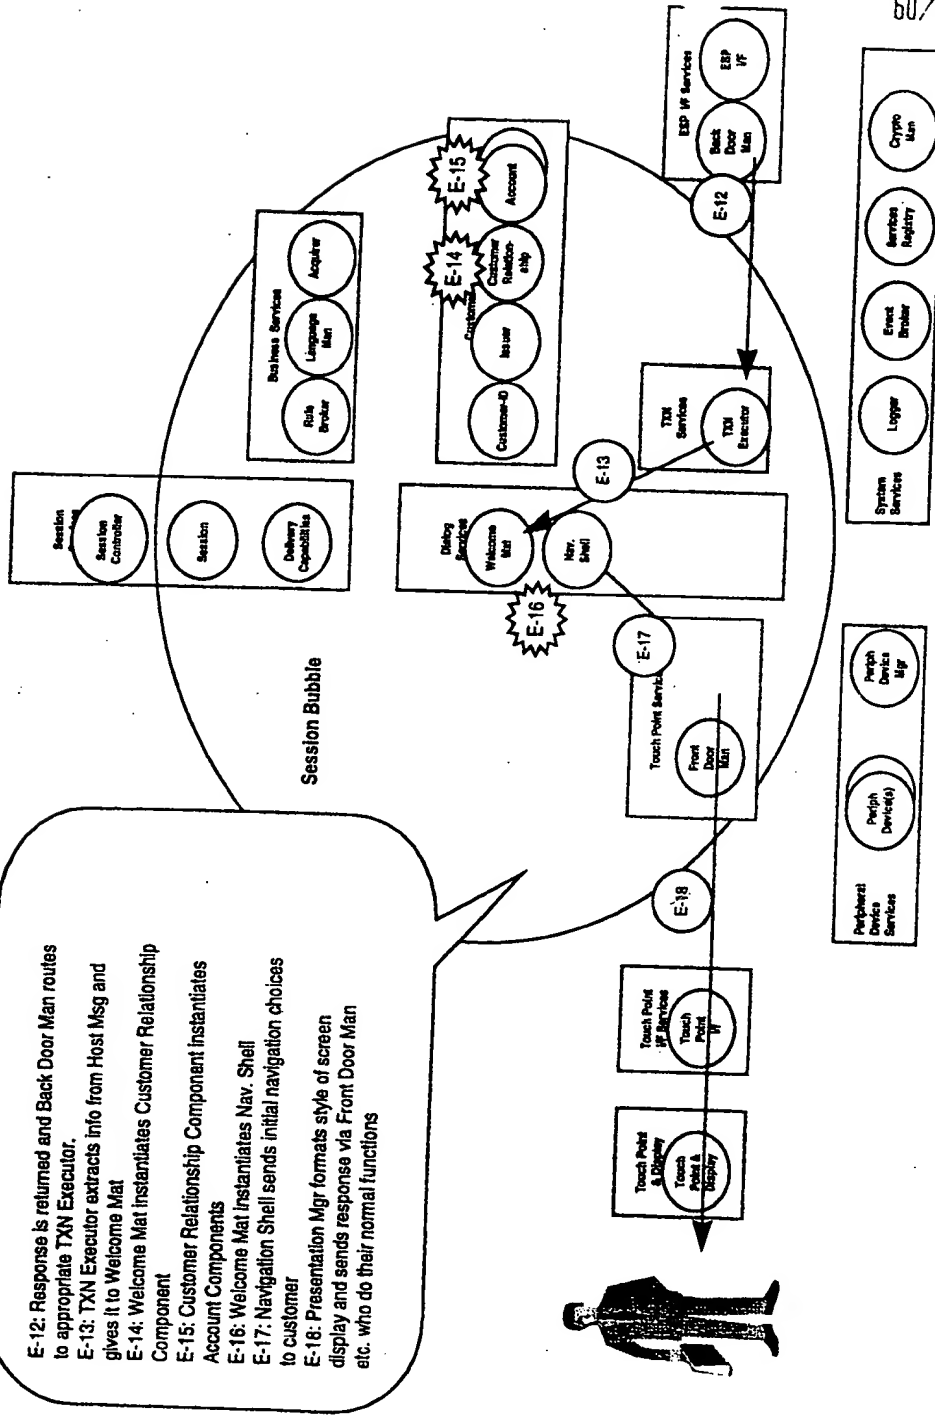 E-12: Response is returned and Back Door Man routes
to appropriate TXN Executor.
E-13: TXN Executor extracts info from Host Msg and
gives it to Welcome Mat
E-14: Welcome Mat instantiates Customer Relationship
Component
E-15: Customer Relationship Component instantiates
Account Components
E-16: Welcome Mat instantiates Nav. Shell
E-17: Navigation Shell sends initial navigation choices
to customer
E-18: Presentation Mgr formats style of screen
display and sends response via Front Door Man
etc. who do their normal functions
Session Bubble
Session
Session
Controller
Session
Delivery
Capabilities
Business Services
Rule
Broker
Language
Man
Acquirer
Customer
Customer-ID
Issuer
Customer
Relation-
ship
Account
E-14
E-15
Dialog
Services
Welcome
Mat
Nav.
Shell
E-16
E-13
TXN
Services
TXN
Executor
E-12
ESP I/F Services
Back
Door
Man
ESP
I/F
E-17
Touch Point Service
Front
Door
Man
E-18
Touch Point
I/F Services
Touch
Point
I/F
Touch Point
& Display
Touch
Point &
Display
Peripheral
Device
Services
Periph
Device(s)
Periph
Device
Mgr
System
Services
Logger
Event
Broker
Services
Registry
Crypto
Man
60/